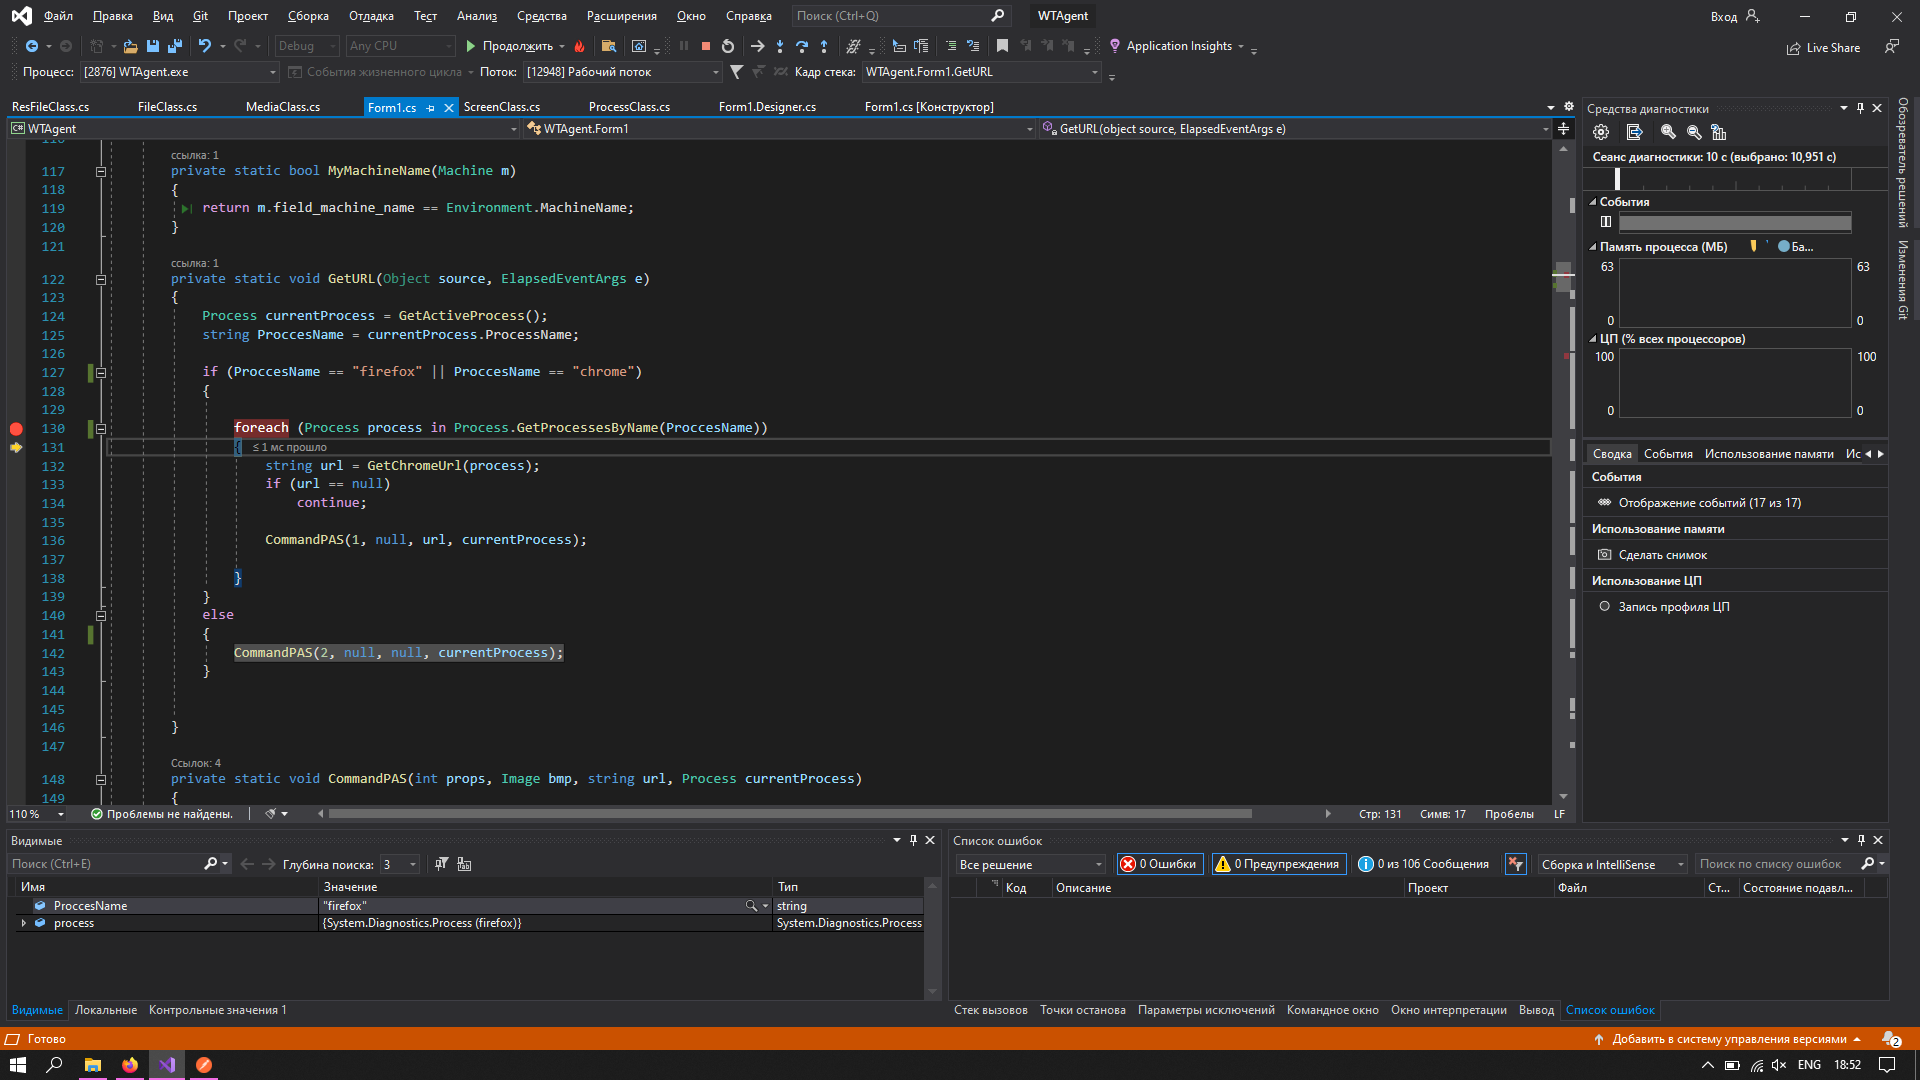 Файл Правка Вид Git Проект Сборка Отладка Тест Анализ Средства Расширения Окно Справка Поиск (Ctrl+Q) WTAgent Вход
Debug Any CPU Продолжить Application Insights Live Share
Процесс: [2876] WTAgent.exe События жизненного цикла Поток: [12948] Рабочий поток Кадр стека: WTAgent.Form1.GetURL
ResFileClass.cs FileClass.cs MediaClass.cs Form1.cs ScreenClass.cs ProcessClass.cs Form1.Designer.cs Form1.cs [Конструктор]
WTAgent WTAgent.Form1 GetURL(object source, ElapsedEventArgs e)
116
ссылка: 1
117 private static bool MyMachineName(Machine m)
118 {
119 return m.field_machine_name == Environment.MachineName;
120 }
121
ссылка: 1
122 private static void GetURL(Object source, ElapsedEventArgs e)
123 {
124 Process currentProcess = GetActiveProcess();
125 string ProccesName = currentProcess.ProcessName;
126
127 if (ProccesName == "firefox" || ProccesName == "chrome")
128 {
129
130 foreach (Process process in Process.GetProcessesByName(ProccesName))
131 { ≤ 1 мс прошло
132 string url = GetChromeUrl(process);
133 if (url == null)
134 continue;
135
136 CommandPAS(1, null, url, currentProcess);
137
138 }
139 }
140 else
141 {
142 CommandPAS(2, null, null, currentProcess);
143 }
144
145
146 }
147
Ссылок: 4
148 private static void CommandPAS(int props, Image bmp, string url, Process currentProcess)
149 {
110 % Проблемы не найдены. Стр: 131 Симв: 17 Пробелы LF
Средства диагностики
Сеанс диагностики: 10 с (выбрано: 10,951 с)
События
Память процесса (МБ) Ба...
63 63
0 0
ЦП (% всех процессоров)
100 100
0 0
Сводка События Использование памяти Ис
События
Отображение событий (17 из 17)
Использование памяти
Сделать снимок
Использование ЦП
Запись профиля ЦП
Обозреватель решений
Изменения Git
Видимые
Поиск (Ctrl+E) Глубина поиска: 3
Имя Значение Тип
ProccesName "firefox" string
process {System.Diagnostics.Process (firefox)} System.Diagnostics.Process
Видимые Локальные Контрольные значения 1
Список ошибок
Все решение 0 Ошибки 0 Предупреждения 0 из 106 Сообщения Сборка и IntelliSense Поиск по списку ошибок
Код Описание Проект Файл Ст... Состояние подавл...
Стек вызовов Точки останова Параметры исключений Командное окно Окно интерпретации Вывод Список ошибок
Готово Добавить в систему управления версиями 2
ENG 18:52